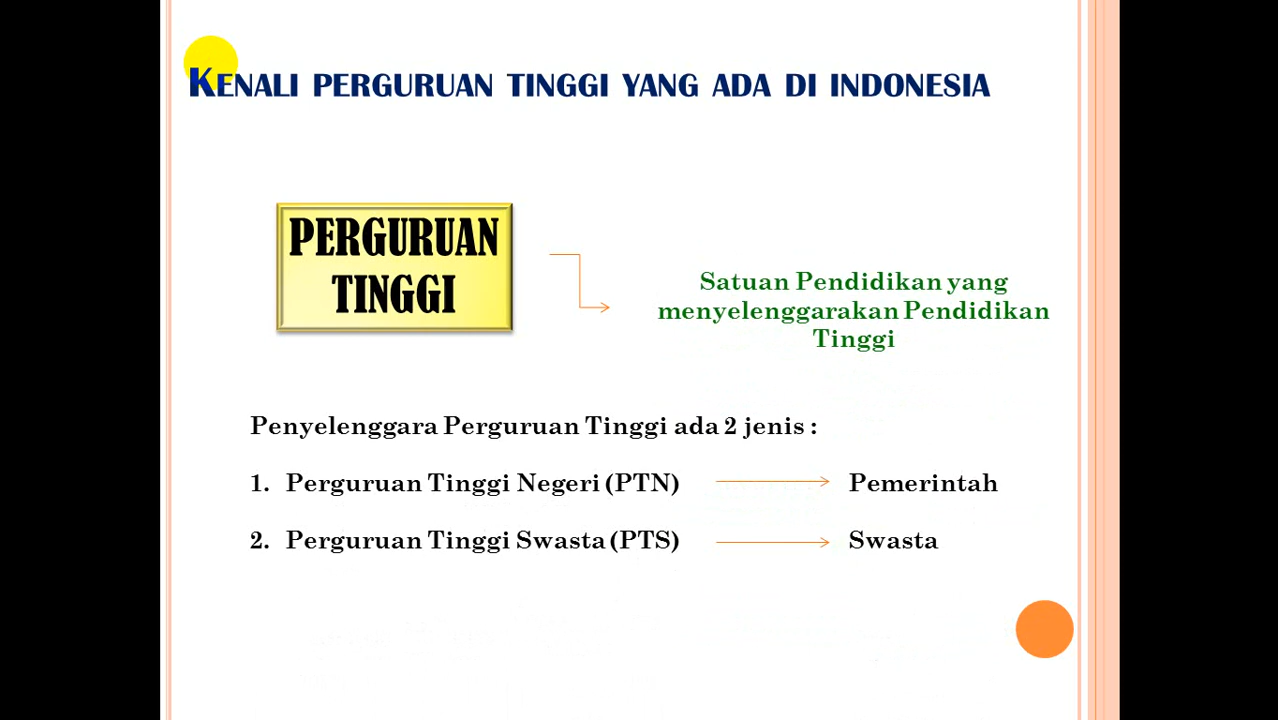 KENALI PERGURUAN TINGGI YANG ADA DI INDONESIA
PERGURUAN
TINGGI
Satuan Pendidikan yang
menyelenggarakan Pendidikan
Tinggi
Penyelenggara Perguruan Tinggi ada 2 jenis :
1. Perguruan Tinggi Negeri (PTN) Pemerintah
2. Perguruan Tinggi Swasta (PTS) Swasta